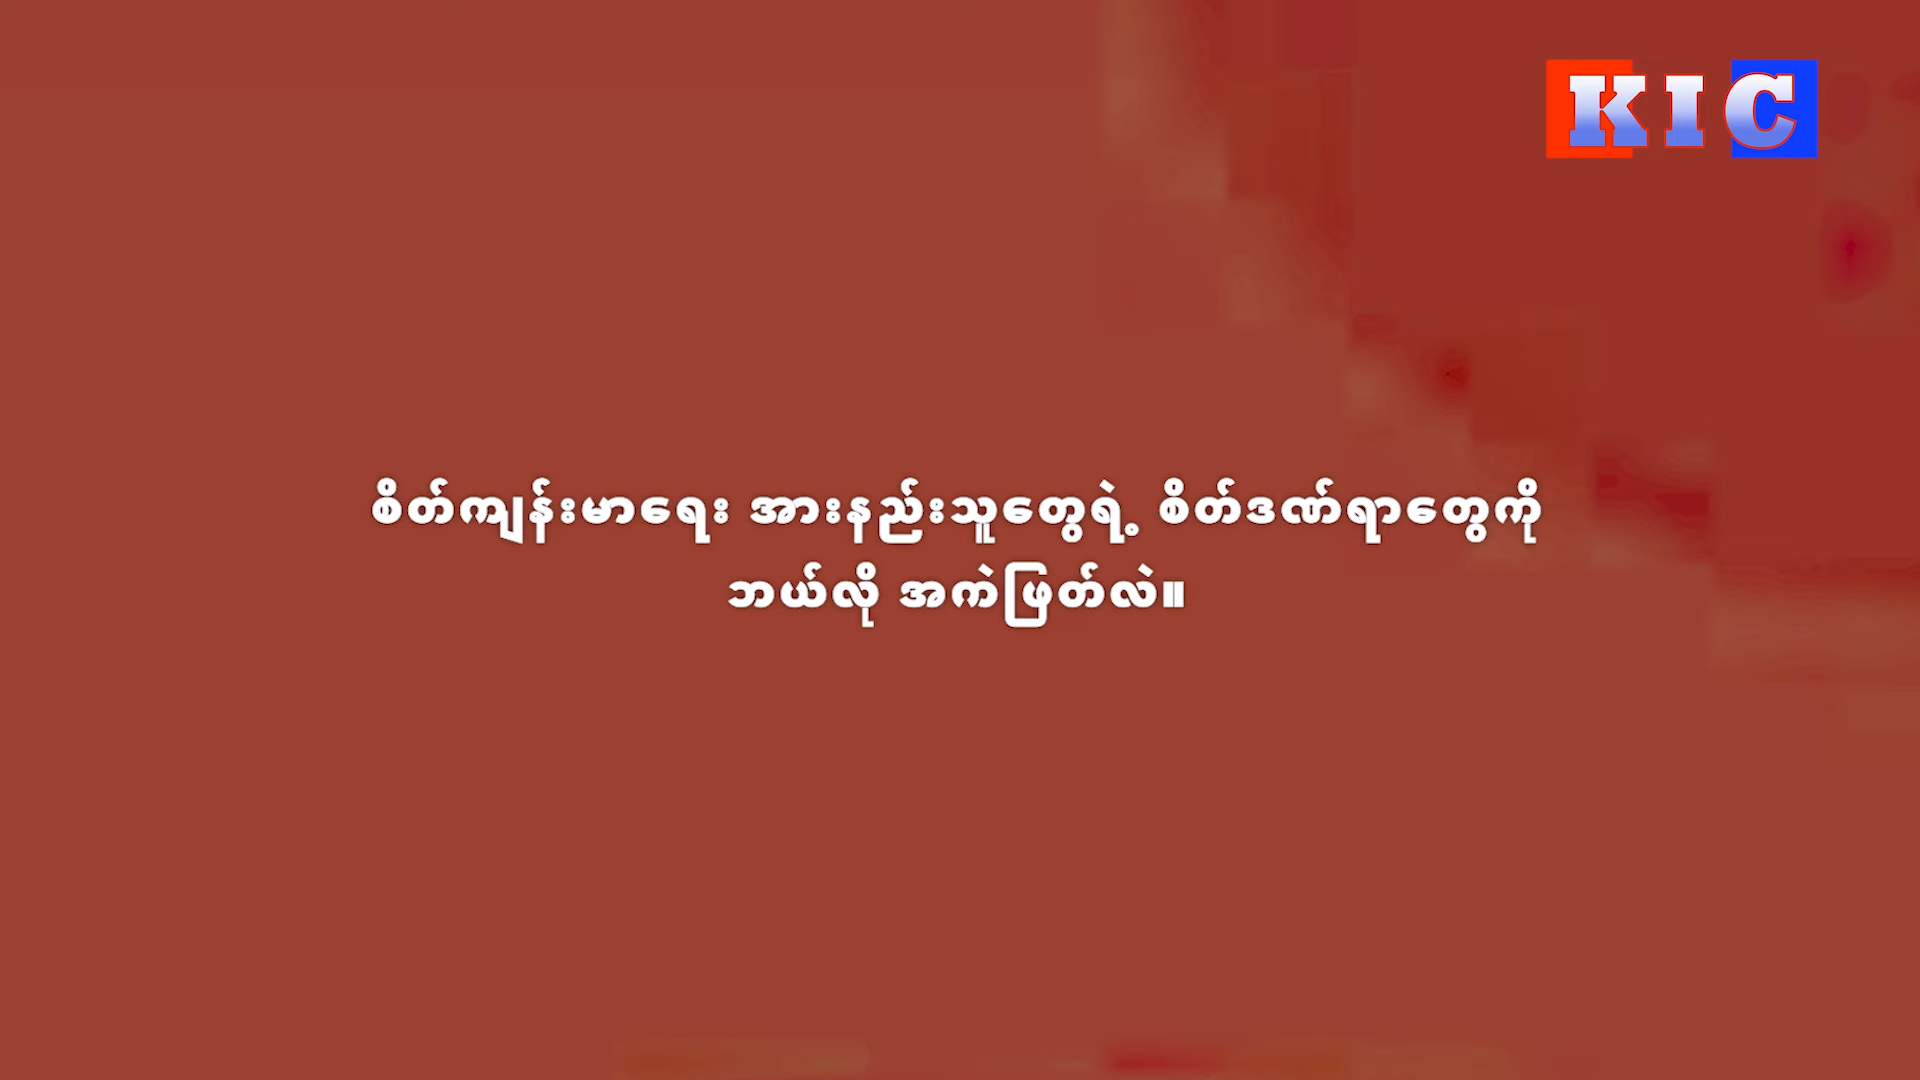 KIC
စိတ်ကျန်းမာရေး အားနည်းသူတွေရဲ့ စိတ်ဒဏ်ရာတွေကို
ဘယ်လို အကဲဖြတ်လဲ။